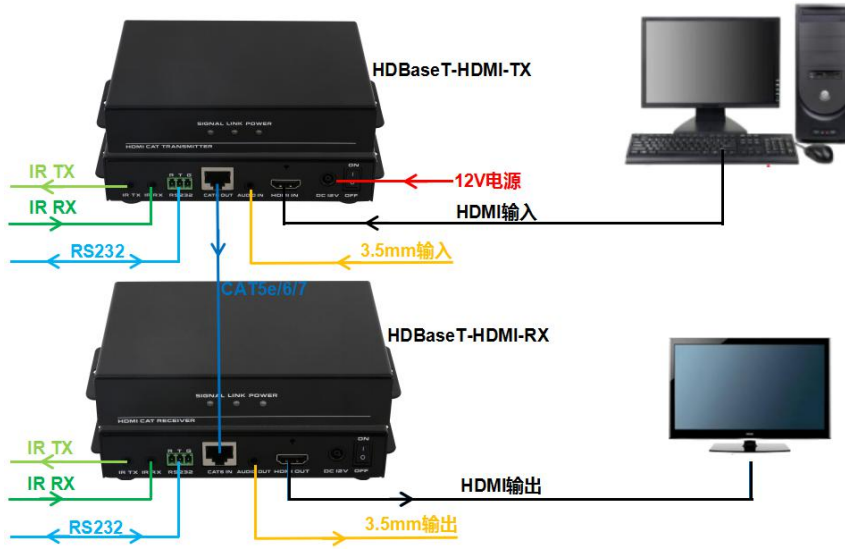 HDBaseT-HDMI-TX
SIGNAL LINK POWER
HDMI CAT TRANSMITTER
ON
R T G
IR TX
12V电源
IR TX IR RX RS232 CAT6 OUT AUDIO IN HDMI IN DC 12V OFF
IR RX
HDMI输入
RS232
3.5mm输入
CAT5e/6/7
HDBaseT-HDMI-RX
SIGNAL LINK POWER
HDMI CAT RECEIVER
ON
R T G
IR TX
IR TX IR RX RS232 CAT6 IN AUDIO OUT HDMI OUT DC 12V OFF
IR RX
HDMI输出
RS232
3.5mm输出